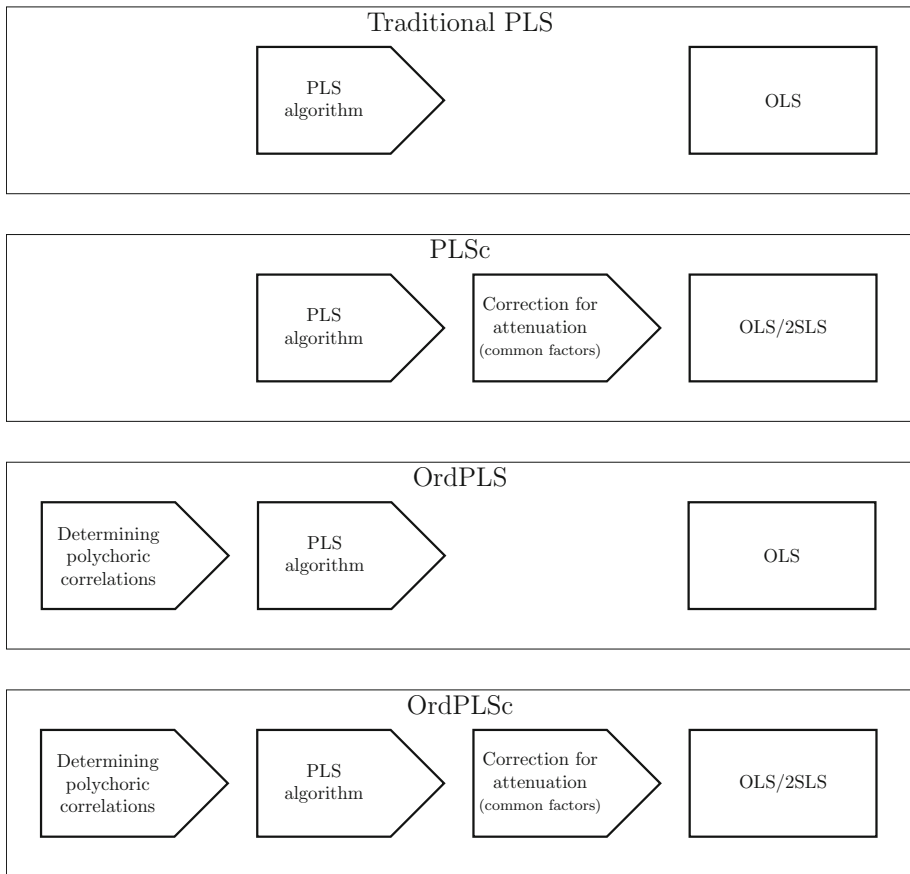 Traditional PLS
PLS
algorithm
OLS
PLSc
PLS
algorithm
Correction for
attenuation
(common factors)
OLS/2SLS
OrdPLS
Determining
polychoric
correlations
PLS
algorithm
OLS
OrdPLSc
Determining
polychoric
correlations
PLS
algorithm
Correction for
attenuation
(common factors)
OLS/2SLS